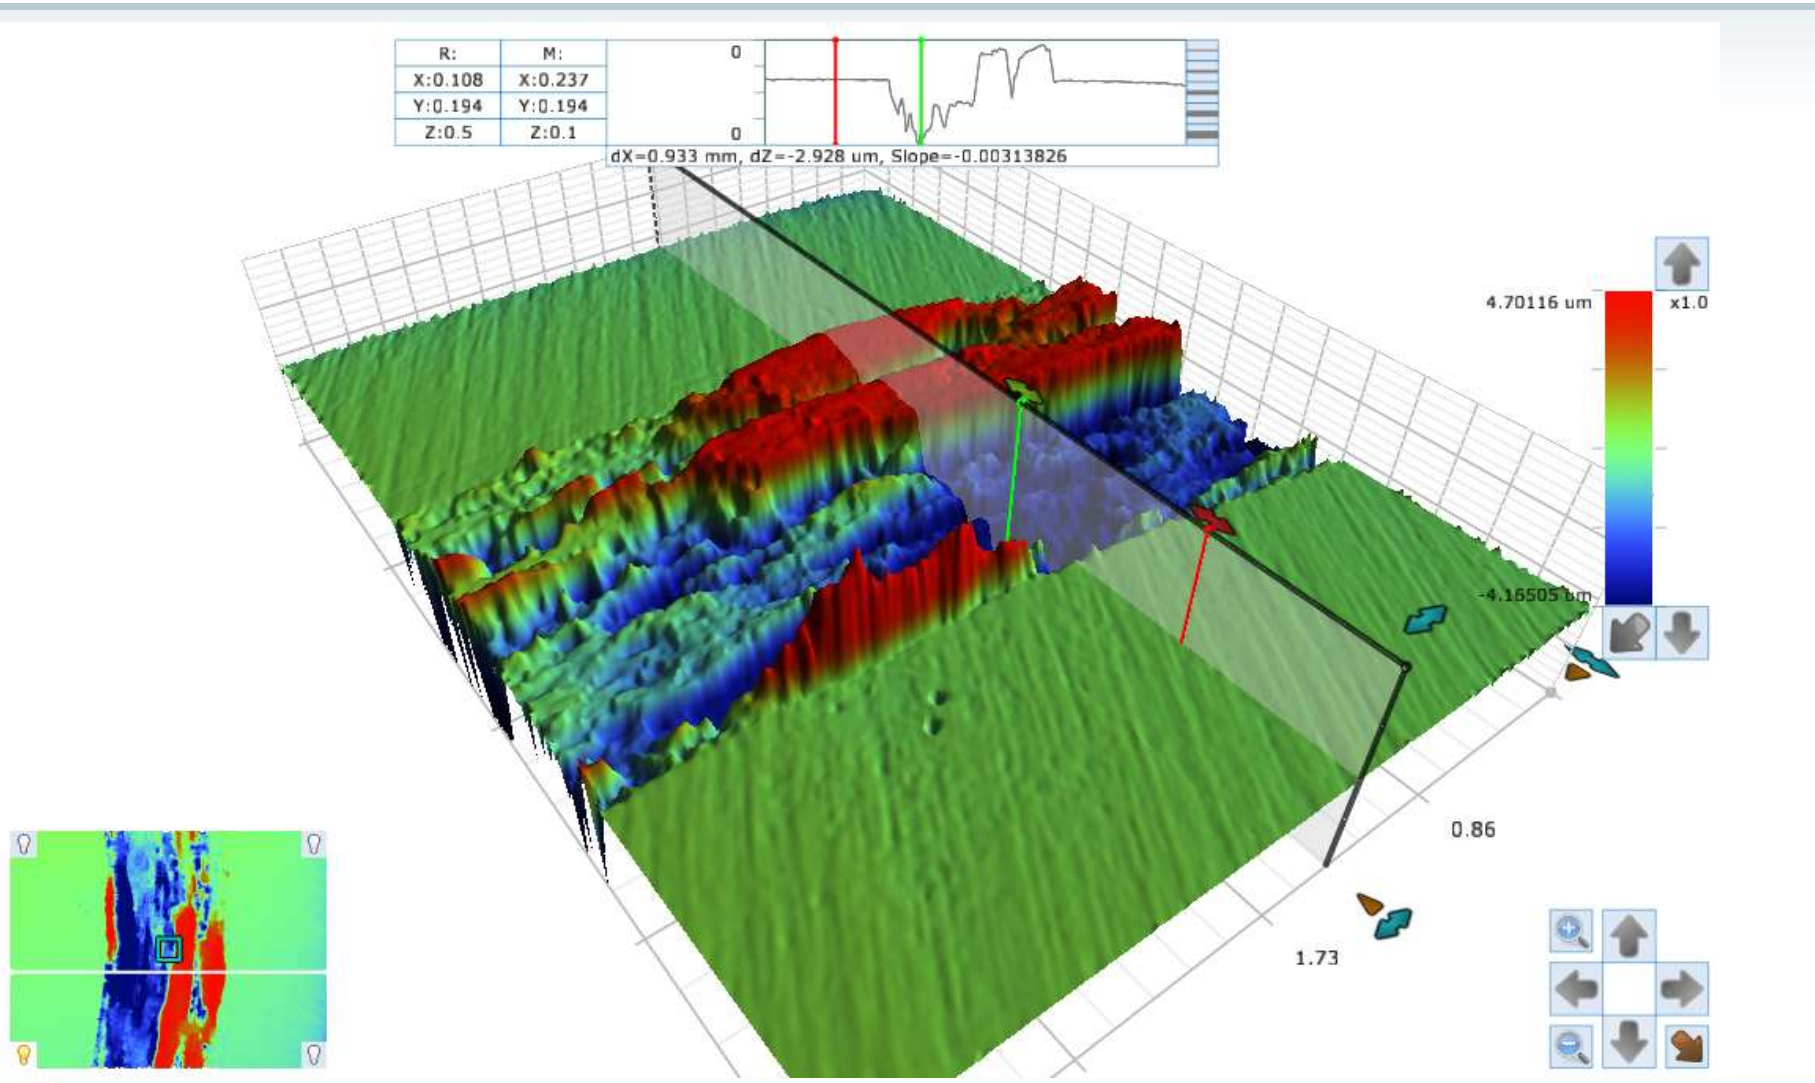 R: M:
X:0.108 X:0.237
Y:0.194 Y:0.194
Z:0.5 Z:0.1
0
0
dX=0.933 mm, dZ=-2.928 um, Slope=-0.00313826
4.70116 um x1.0
-4.16505 um
0.86
1.73